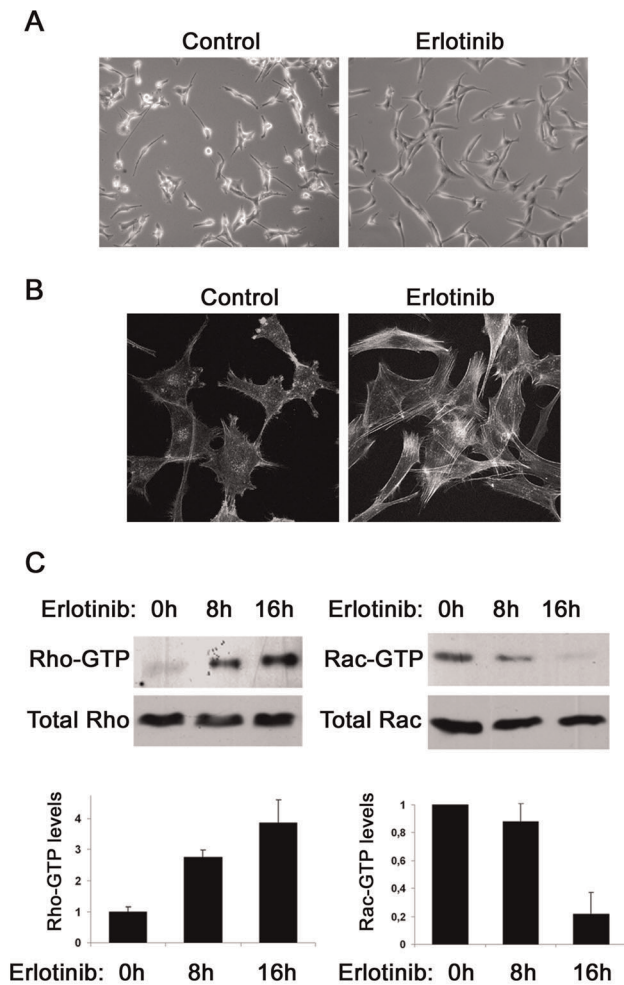 A
Control Erlotinib
B
Control Erlotinib
C
Erlotinib: 0h 8h 16h
Rho-GTP
Total Rho
Erlotinib: 0h 8h 16h
Rac-GTP
Total Rac
Rho-GTP levels
4
3
2
1
0
Erlotinib: 0h 8h 16h
Rac-GTP levels
1
0,8
0,6
0,4
0,2
0
Erlotinib: 0h 8h 16h